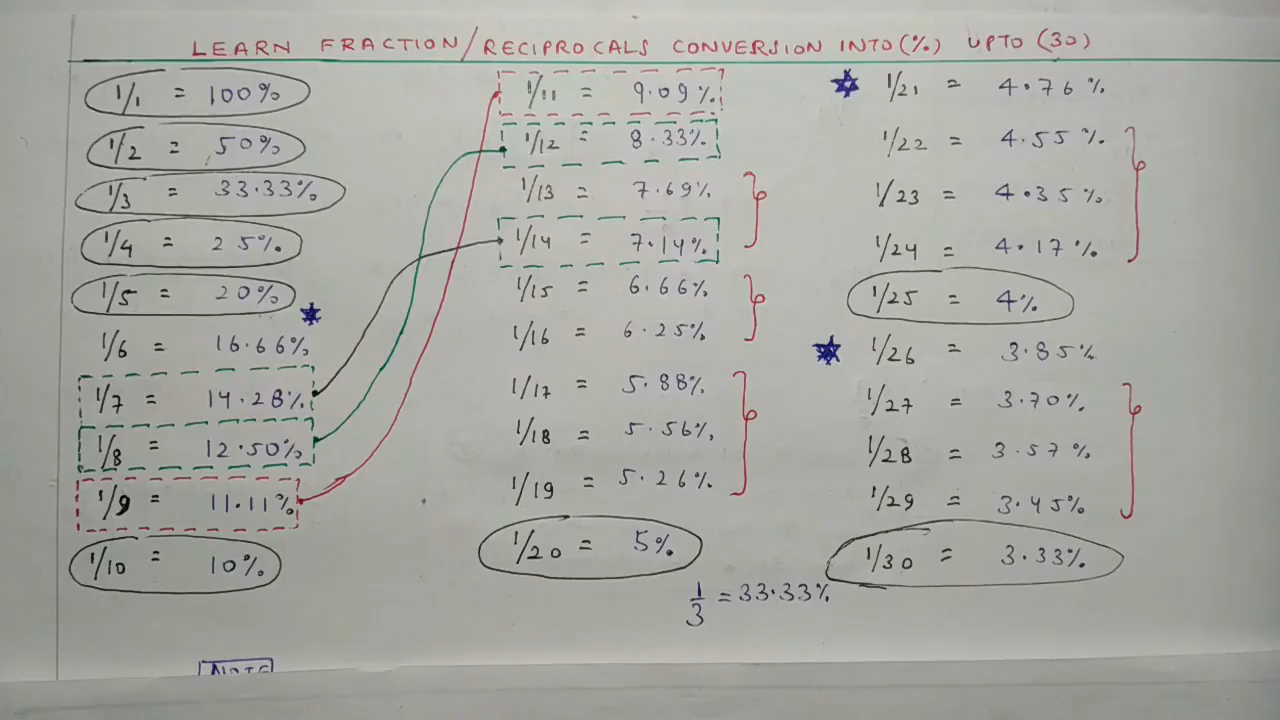 LEARN FRACTION/RECIPROCALS CONVERSION INTO(%) UPTO (30)
1/1 = 100%
1/2 = 50%
1/3 = 33.33%
1/4 = 25%
1/5 = 20%
1/6 = 16.66%
1/7 = 14.28%
1/8 = 12.50%
1/9 = 11.11%
1/10 = 10%
1/11 = 9.09%
1/12 = 8.33%
1/13 = 7.69%
1/14 = 7.14%
1/15 = 6.66%
1/16 = 6.25%
1/17 = 5.88%
1/18 = 5.56%
1/19 = 5.26%
1/20 = 5%
1/3 = 33.33%
1/21 = 4.76%
1/22 = 4.55%
1/23 = 4.35%
1/24 = 4.17%
1/25 = 4%
1/26 = 3.85%
1/27 = 3.70%
1/28 = 3.57%
1/29 = 3.45%
1/30 = 3.33%
NOTE